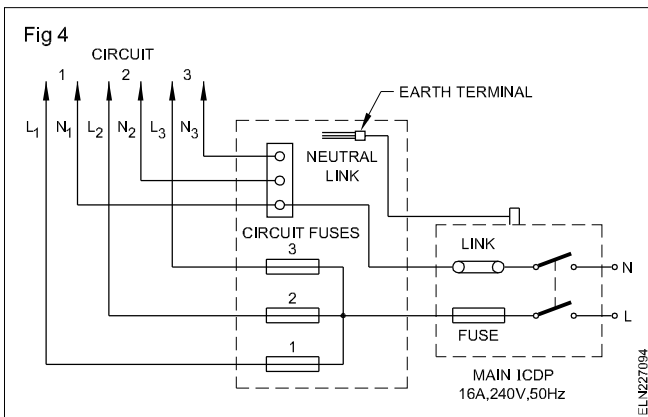 Fig 4
CIRCUIT
1 2 3
L1 N1 L2 N2 L3 N3
EARTH TERMINAL
NEUTRAL
LINK
CIRCUIT FUSES
3
2
1
LINK
N
L
FUSE
MAIN ICDP
16A,240V,50Hz
ELN227094